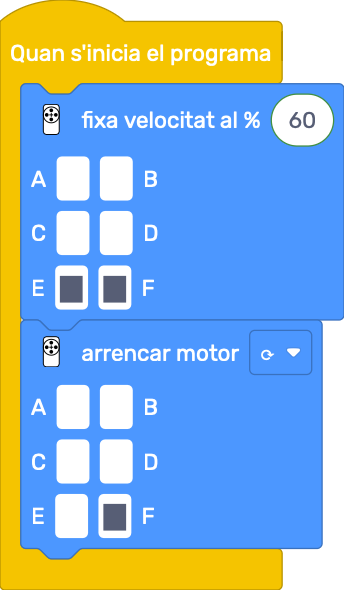 Quan s'inicia el programa
fixa velocitat al % 60
A B
C D
E F
arrencar motor
A B
C D
E F